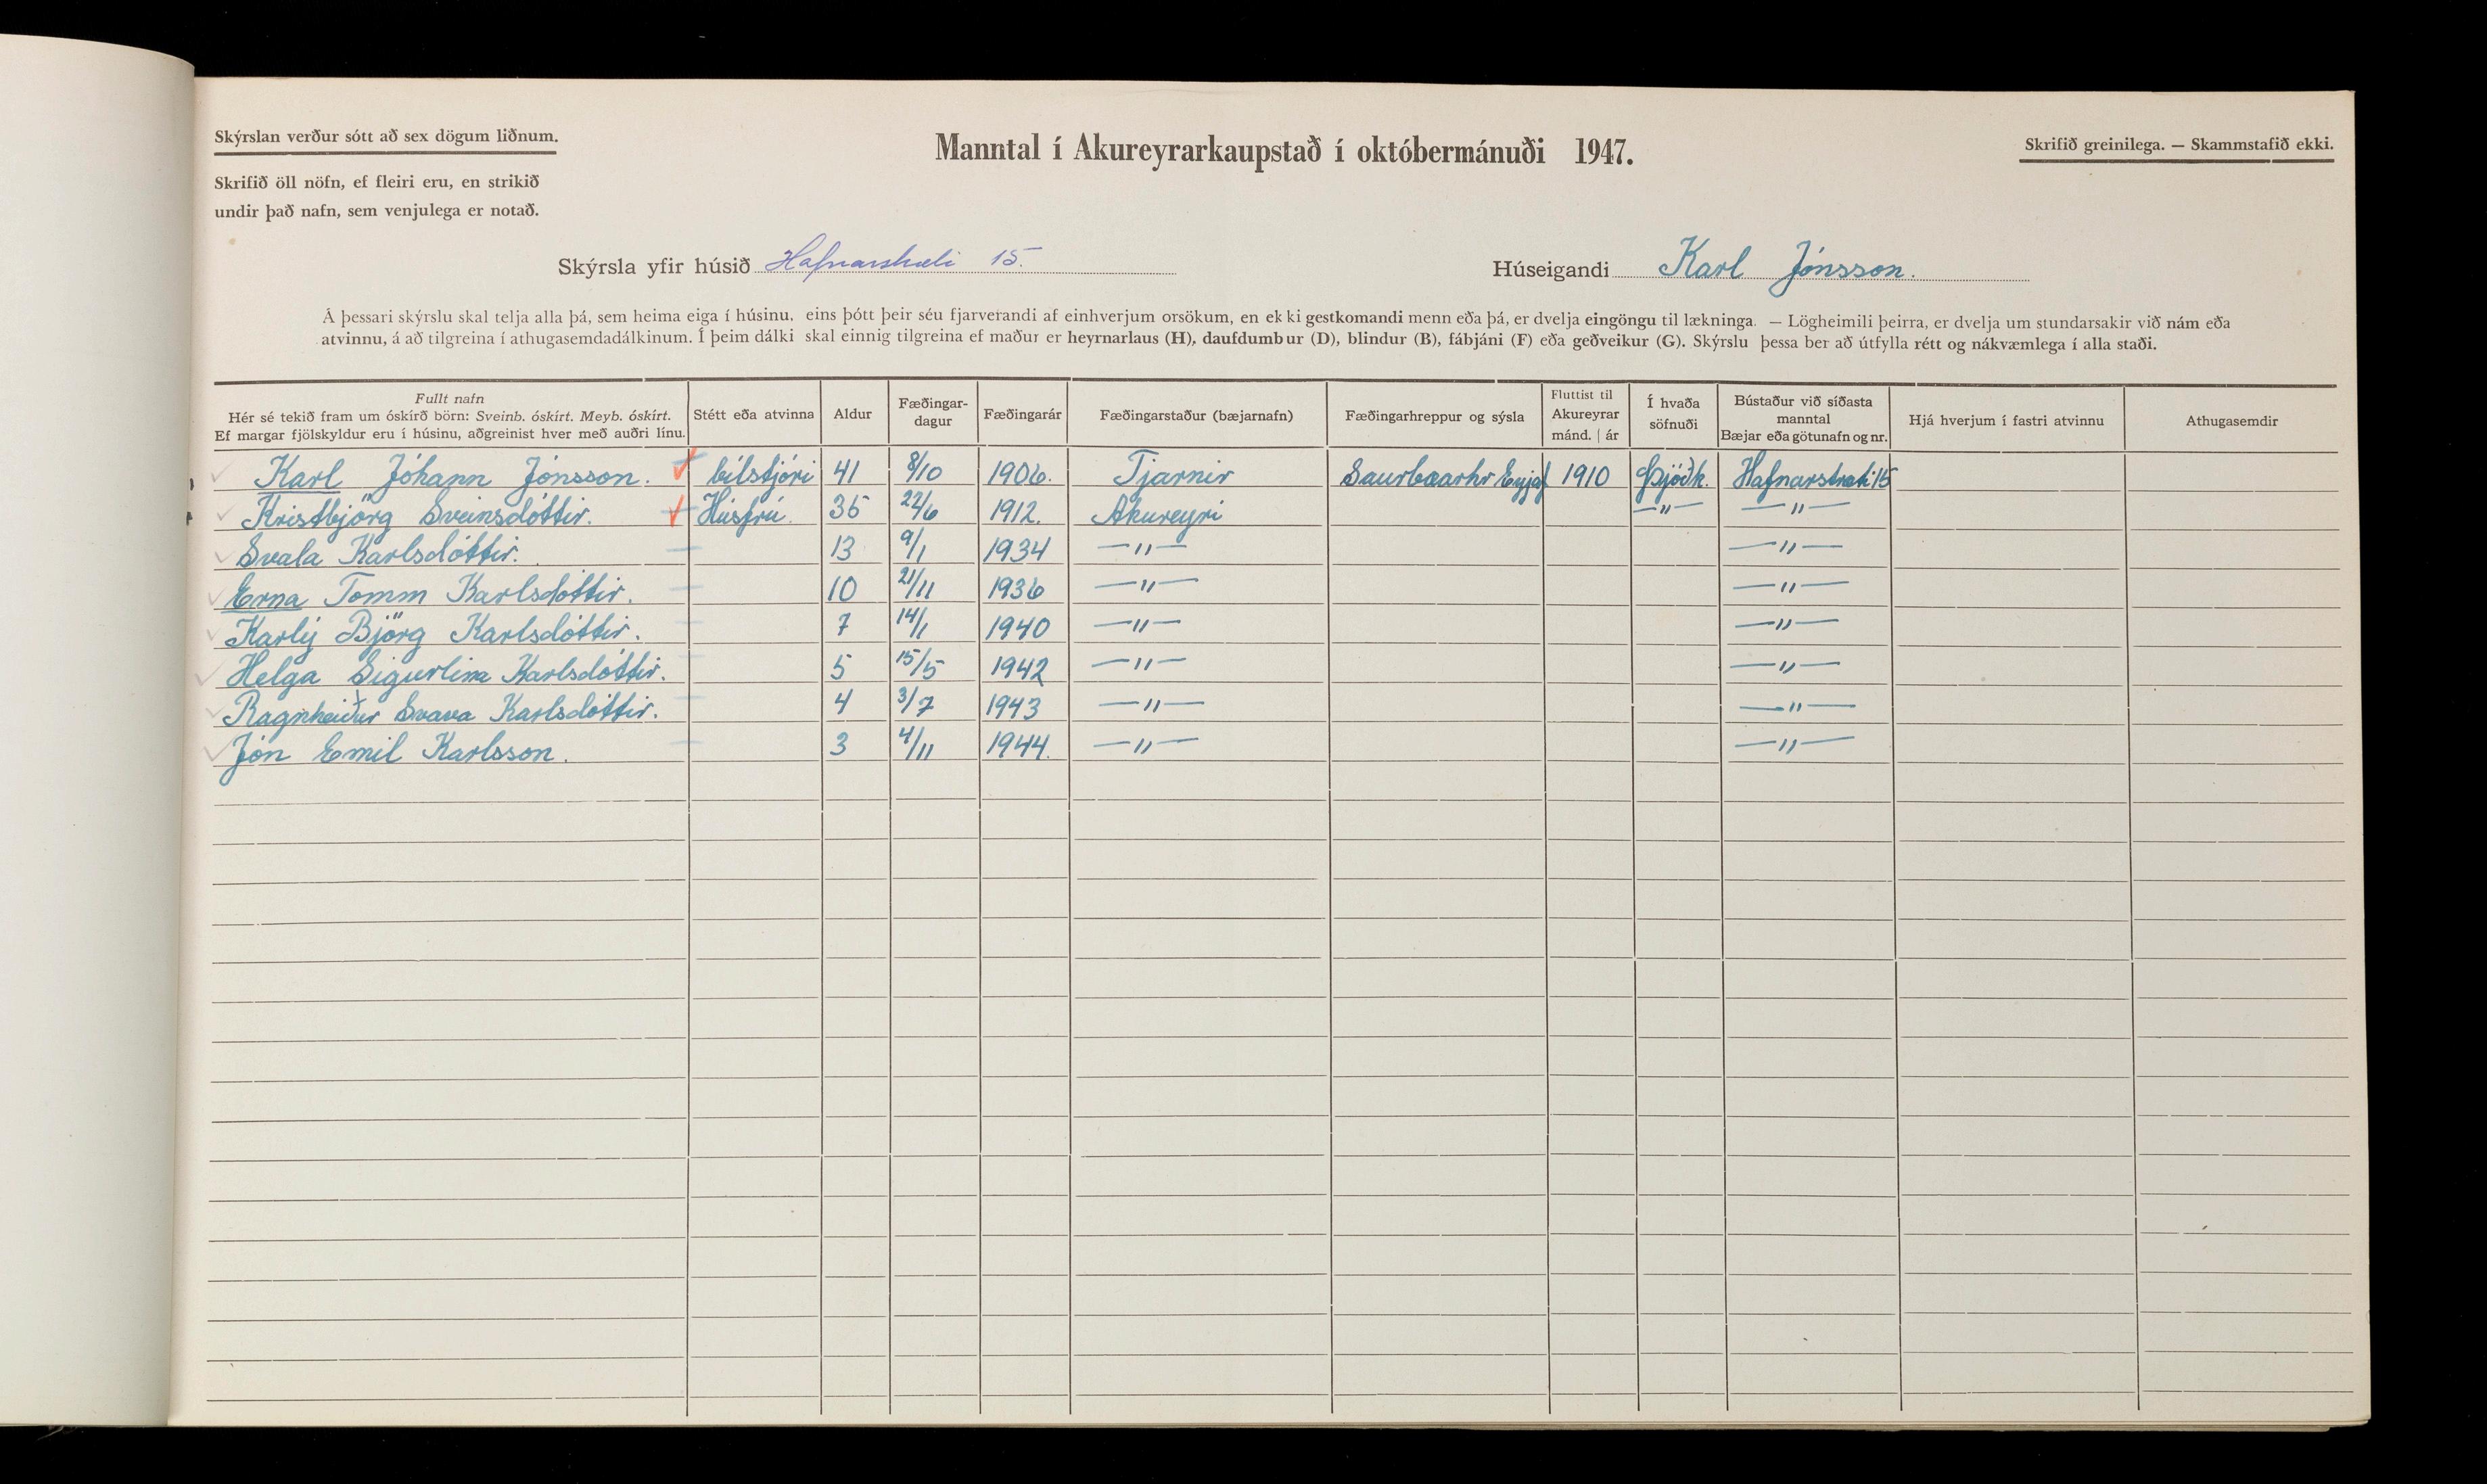 Skýrslan verður sótt að sex dögum liðnum.
Skrifið öll nöfn, ef fleiri eru, en strikið
undir það nafn, sem venjulega er notað.
Manntal í Akureyrarkaupstað í októbermánuði 1947.
Skrifið greinilega. — Skammstafið ekki.
Skýrsla yfir húsið Hafnarstræti 15.
Húseigandi Karl Jónsson.
Á þessari skýrslu skal telja alla þá, sem heima eiga í húsinu, eins þótt þeir séu fjarverandi af einhverjum orsökum, en ekki gestkomandi menn eða þá, er dvelja eingöngu til lækninga. — Lögheimili þeirra, er dvelja um stundarsakir við nám eða
atvinnu, á að tilgreina í athugasemdadálkinum. Í þeim dálki skal einnig tilgreina ef maður er heyrnarlaus (H), daufdumbur (D), blindur (B), fábjáni (F) eða geðveikur (G). Skýrslu þessa ber að útfylla rétt og nákvæmlega í alla staði.
Fullt nafn
Hér sé tekið fram um óskírð börn: Sveinb. óskírt. Meyb. óskírt.
Ef margar fjölskyldur eru í húsinu, aðgreinist hver með auðri línu.
Stétt eða atvinna
Aldur
Fæðingar-
dagur
Fæðingarár
Fæðingarstaður (bæjarnafn)
Fæðingarhreppur og sýsla
Fluttist til
Akureyrar
mánd. | ár
Í hvaða
söfnuði
Bústaður við síðasta
manntal
Bæjar eða götunafn og nr.
Hjá hverjum í fastri atvinnu
Athugasemdir
Karl Jóhann Jónsson. bílstjóri 41 8/10 1906. Tjarnir Saurbæarhr Eyjaf 1910 Þjóðk. Hafnarstræti 15
Kristbjörg Sveinsdóttir. Húsfrú. 35 22/6 1912. Akureyri —"— —"—
Svala Karlsdóttir. 13 9/1 1934 —"— —"—
Erna Tomm Karlsdóttir. 10 21/11 1936 —"— —"—
Karlý Björg Karlsdóttir. 7 14/1 1940 —"— —"—
Helga Sigurlína Karlsdóttir. 5 15/5 1942 —"— —"—
Ragnheiður Svava Karlsdóttir. 4 3/7 1943 —"— —"—
Jón Emil Karlsson. 3 4/11 1944. —"— —"—